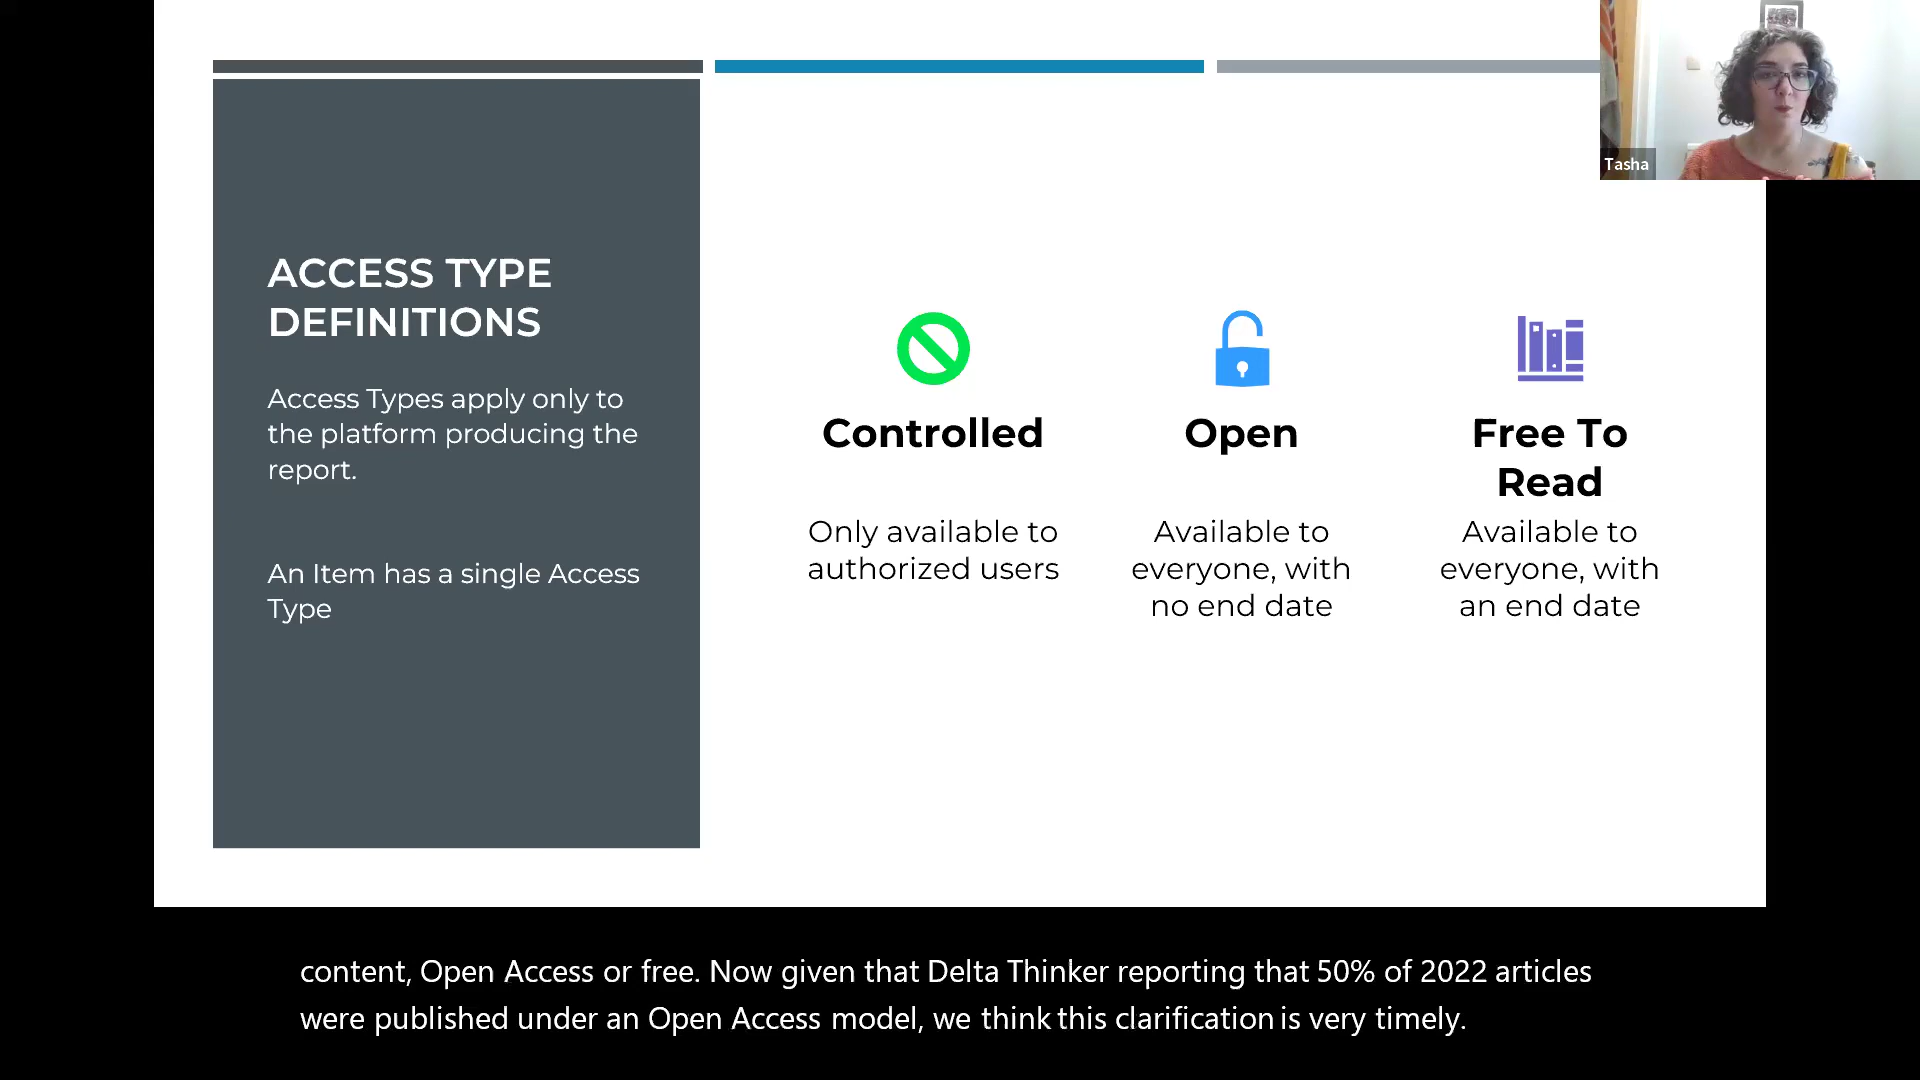 Tasha
ACCESS TYPE
DEFINITIONS
Access Types apply only to
the platform producing the
report.
An Item has a single Access
Type
Controlled
Only available to
authorized users
Open
Available to
everyone, with
no end date
Free To
Read
Available to
everyone, with
an end date
content, Open Access or free. Now given that Delta Thinker reporting that 50% of 2022 articles
were published under an Open Access model, we think this clarification is very timely.